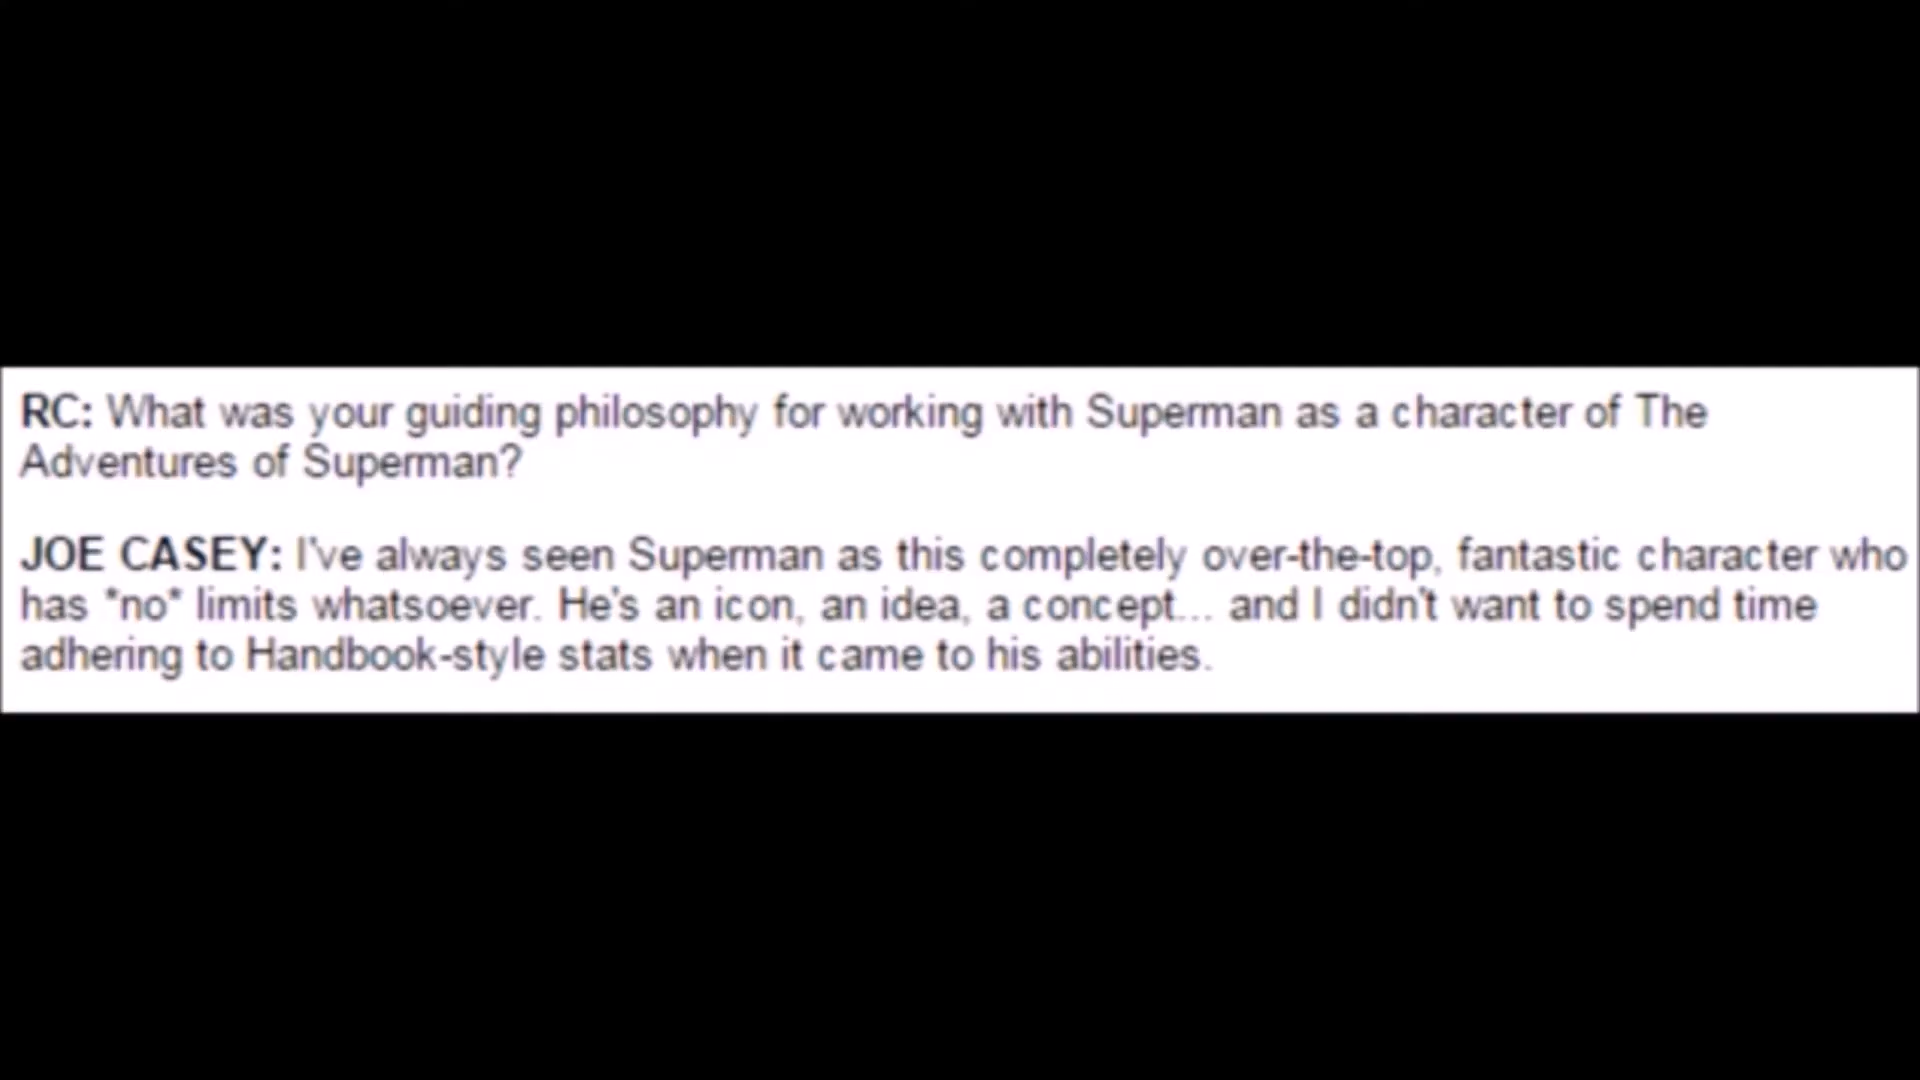 RC: What was your guiding philosophy for working with Superman as a character of The
Adventures of Superman?
JOE CASEY: I've always seen Superman as this completely over-the-top, fantastic character who
has *no* limits whatsoever. He's an icon, an idea, a concept... and I didn't want to spend time
adhering to Handbook-style stats when it came to his abilities.